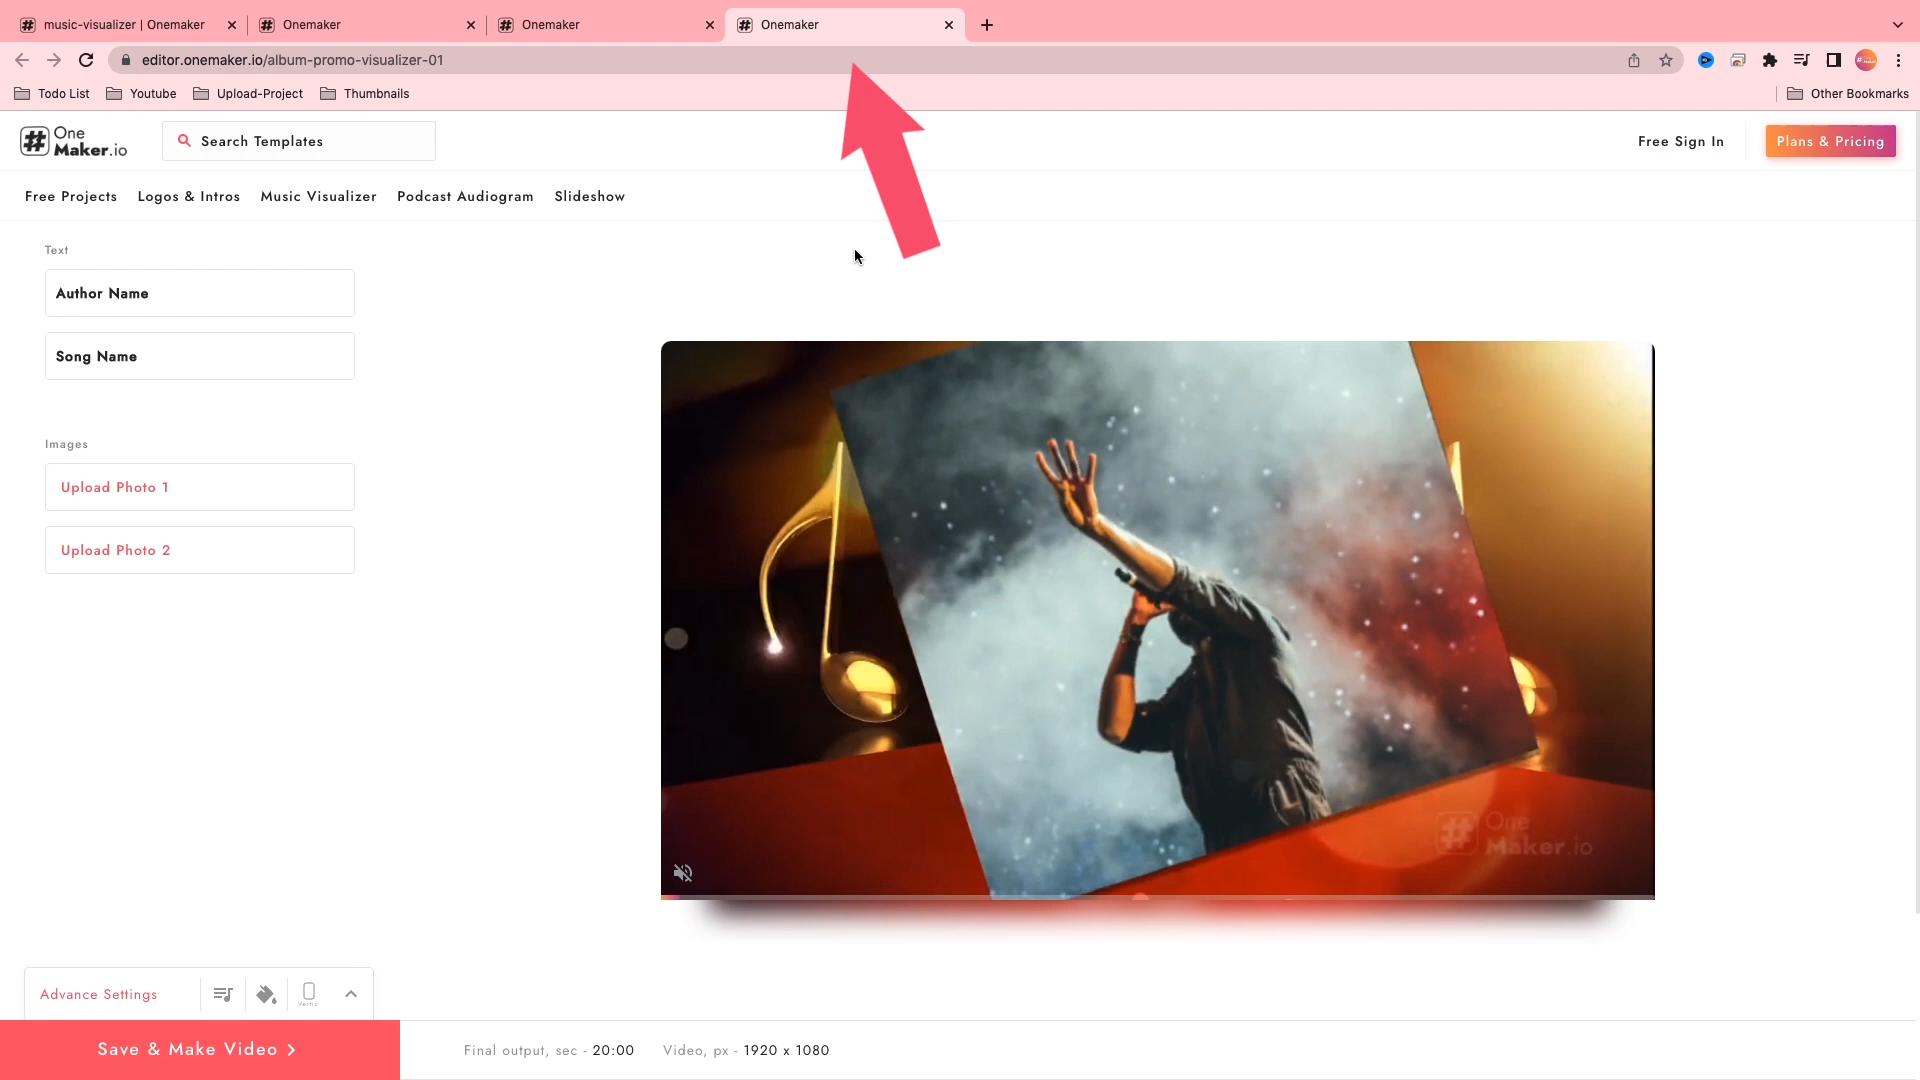 music-visualizer | Onemaker
Onemaker
Onemaker
Onemaker
editor.onemaker.io/album-promo-visualizer-01
Todo List
Youtube
Upload-Project
Thumbnails
Other Bookmarks
One
Maker.io
Search Templates
Free Sign In
Plans & Pricing
Free Projects
Logos & Intros
Music Visualizer
Podcast Audiogram
Slideshow
Text
Author Name
Song Name
Images
Upload Photo 1
Upload Photo 2
One
Maker.io
Advance Settings
Save & Make Video
Final output, sec - 20:00
Video, px - 1920 x 1080